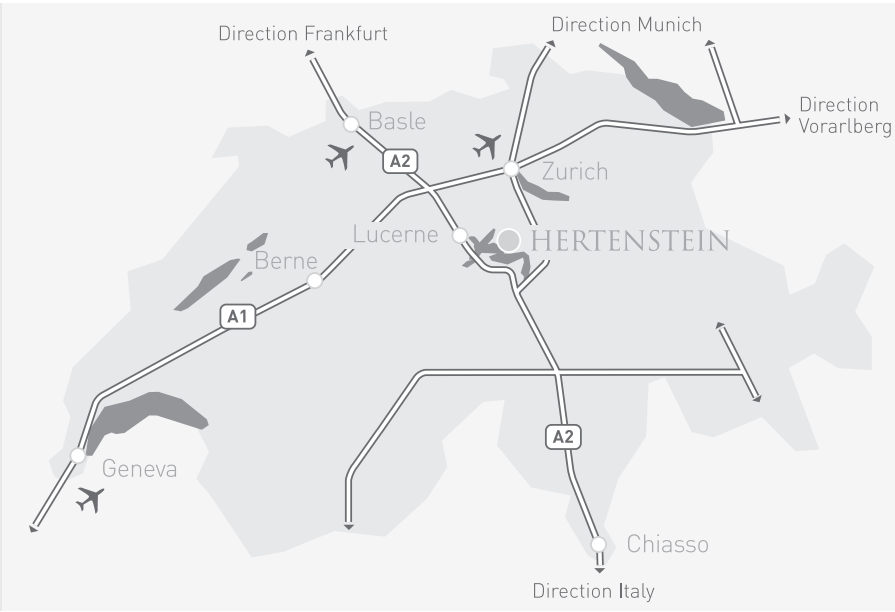 Direction Frankfurt
Direction Munich
Direction
Vorarlberg
Basle
A2
Zurich
Lucerne
HERTENSTEIN
Berne
A1
A2
Geneva
Chiasso
Direction Italy